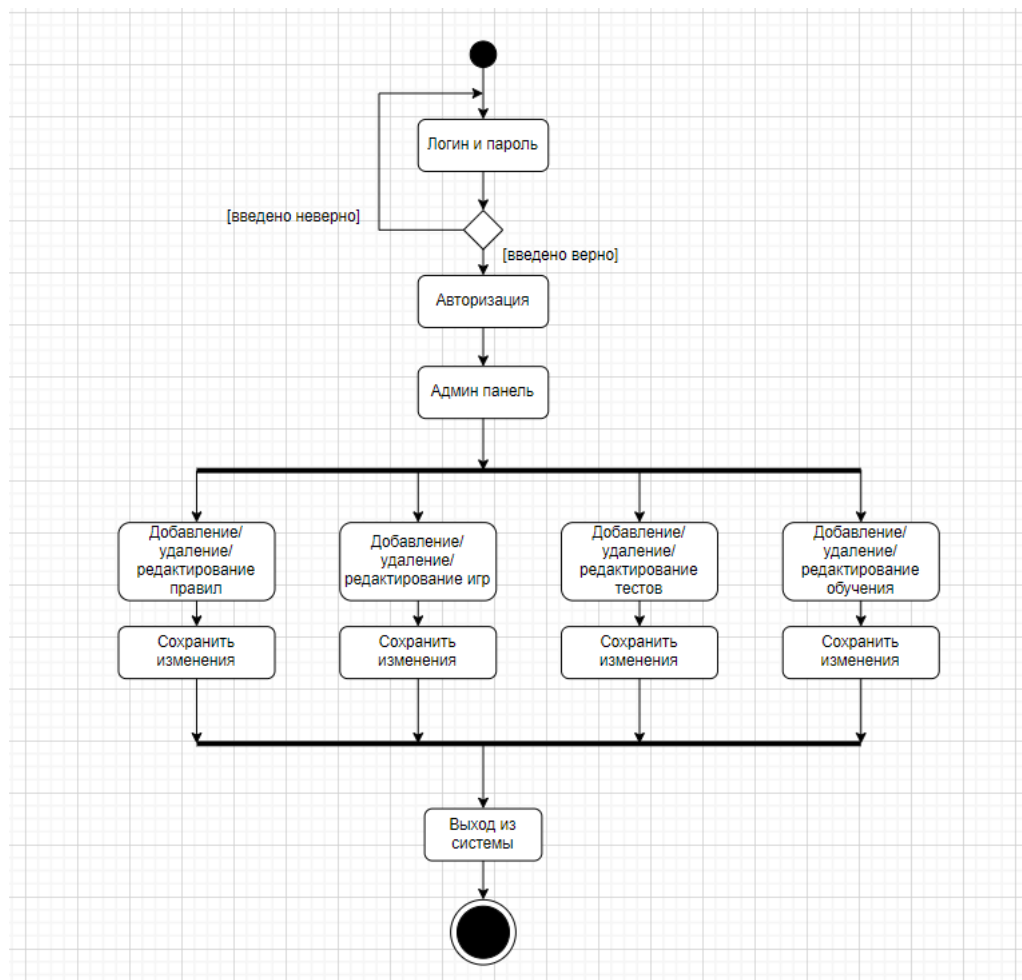 Логин и пароль
[введено неверно]
[введено верно]
Авторизация
Админ панель
Добавление/
удаление/
редактирование
правил
Добавление/
удаление/
редактирование игр
Добавление/
удаление/
редактирование
тестов
Добавление/
удаление/
редактирование
обучения
Сохранить
изменения
Сохранить
изменения
Сохранить
изменения
Сохранить
изменения
Выход из
системы